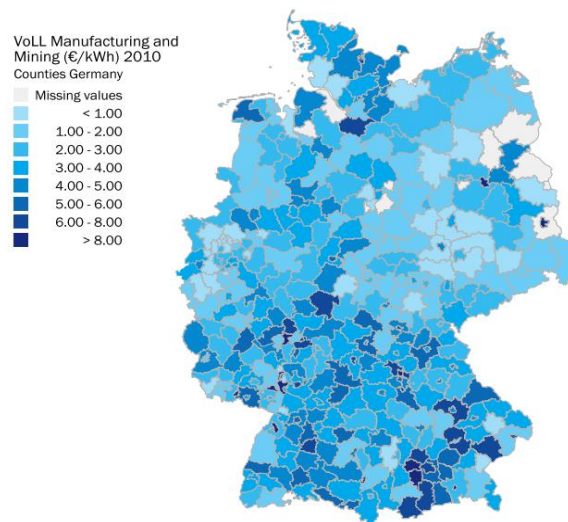 VoLL Manufacturing and
Mining (€/kWh) 2010
Counties Germany
Missing values
< 1.00
1.00 - 2.00
2.00 - 3.00
3.00 - 4.00
4.00 - 5.00
5.00 - 6.00
6.00 - 8.00
> 8.00